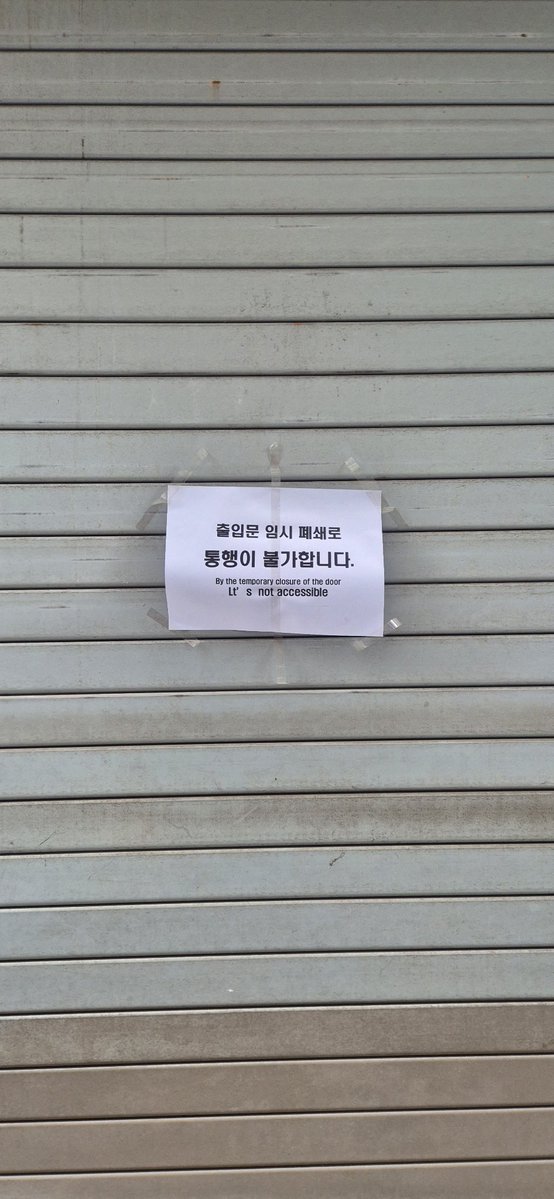 출입문 임시 폐쇄로
통행이 불가합니다.
By the temporary closure of the door
Lt's not accessible